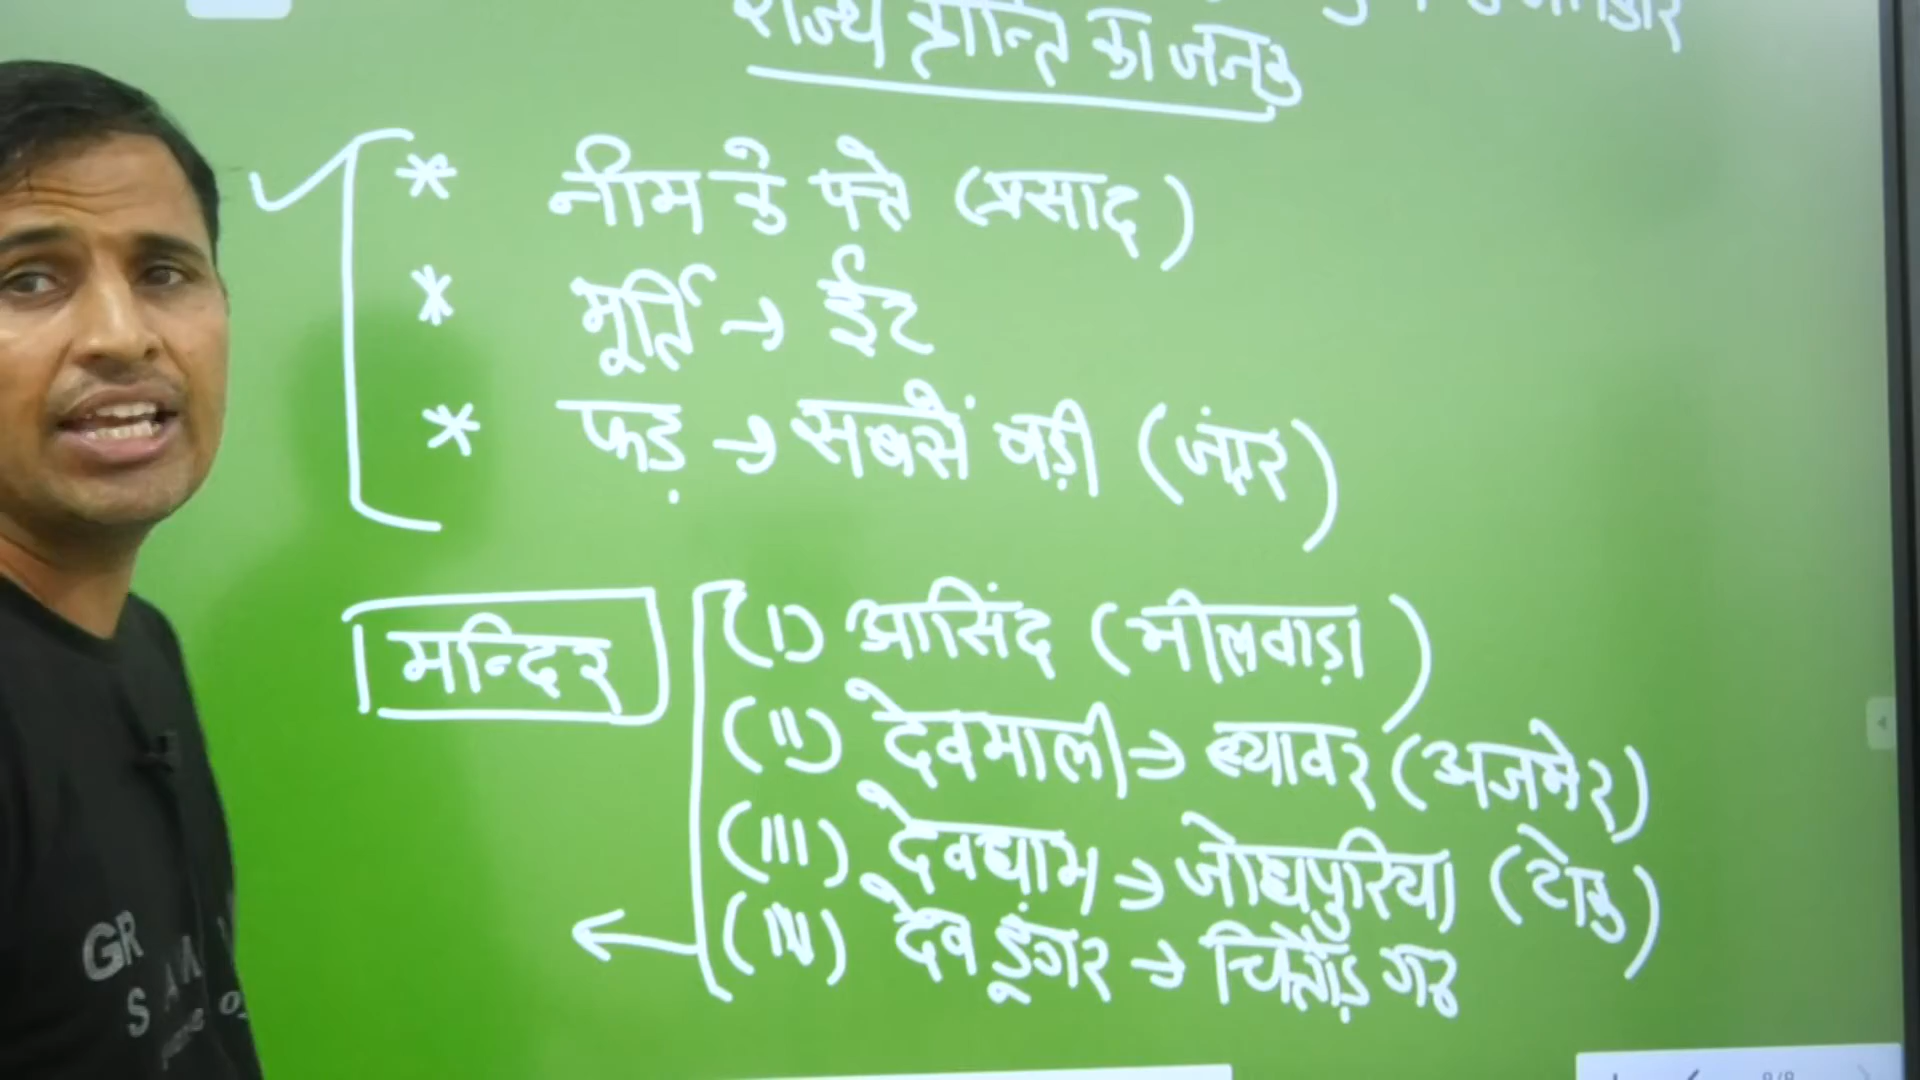 राज्य क्रान्ति का जनक
* नीम के पत्ते (प्रसाद)
* मूर्ति → ईंट
* फड़ → सबसें बड़ी (जंतर)
मन्दिर
(I) आसिंद (भीलवाड़ा)
(II) देवमाली → ब्यावर (अजमेर)
(III) देवधाम → जोधपुरिया (टोंक)
(IV) देव डूंगर → चितौड़ गढ
GR
S